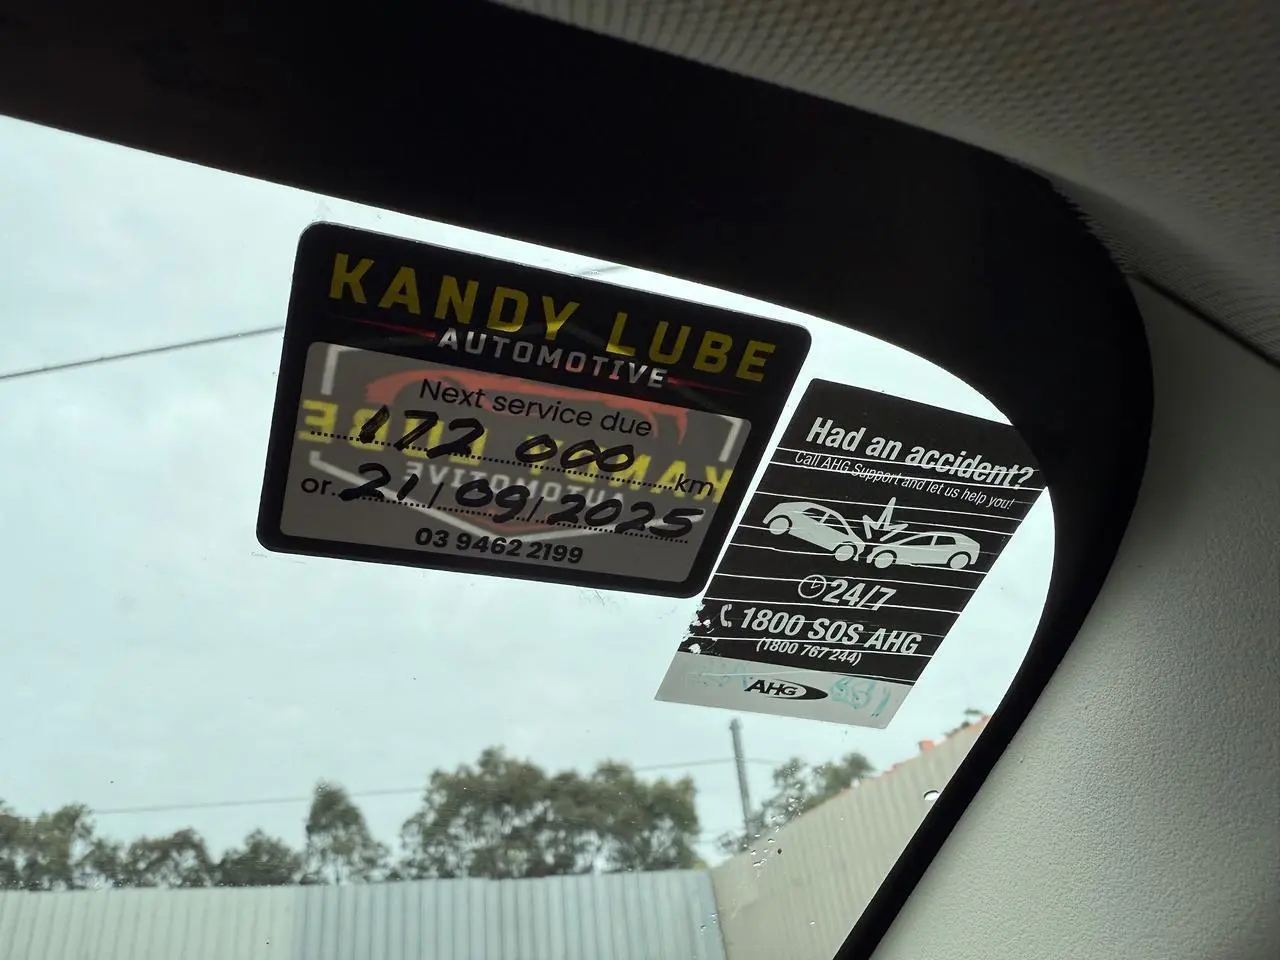 KANDY LUBE
AUTOMOTIVE
Next service due
172 000 km
or 21/09/2025
03 9462 2199
Had an accident?
Call AHG Support and let us help you!
24/7
1800 SOS AHG
(1800 767 244)
AHG